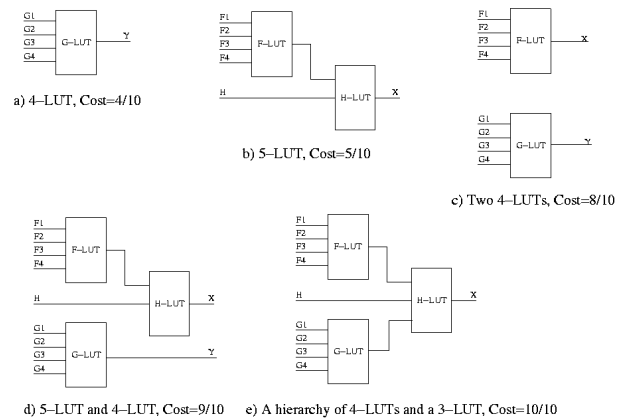 G1
G2
G3
G4
G-LUT
Y
a) 4-LUT, Cost=4/10
F1
F2
F3
F4
F-LUT
H
H-LUT
X
b) 5-LUT, Cost=5/10
F1
F2
F3
F4
F-LUT
X
G1
G2
G3
G4
G-LUT
Y
c) Two 4-LUTs, Cost=8/10
F1
F2
F3
F4
F-LUT
H
H-LUT
X
G1
G2
G3
G4
G-LUT
Y
d) 5-LUT and 4-LUT, Cost=9/10
F1
F2
F3
F4
F-LUT
H
H-LUT
X
G1
G2
G3
G4
G-LUT
e) A hierarchy of 4-LUTs and a 3-LUT, Cost=10/10